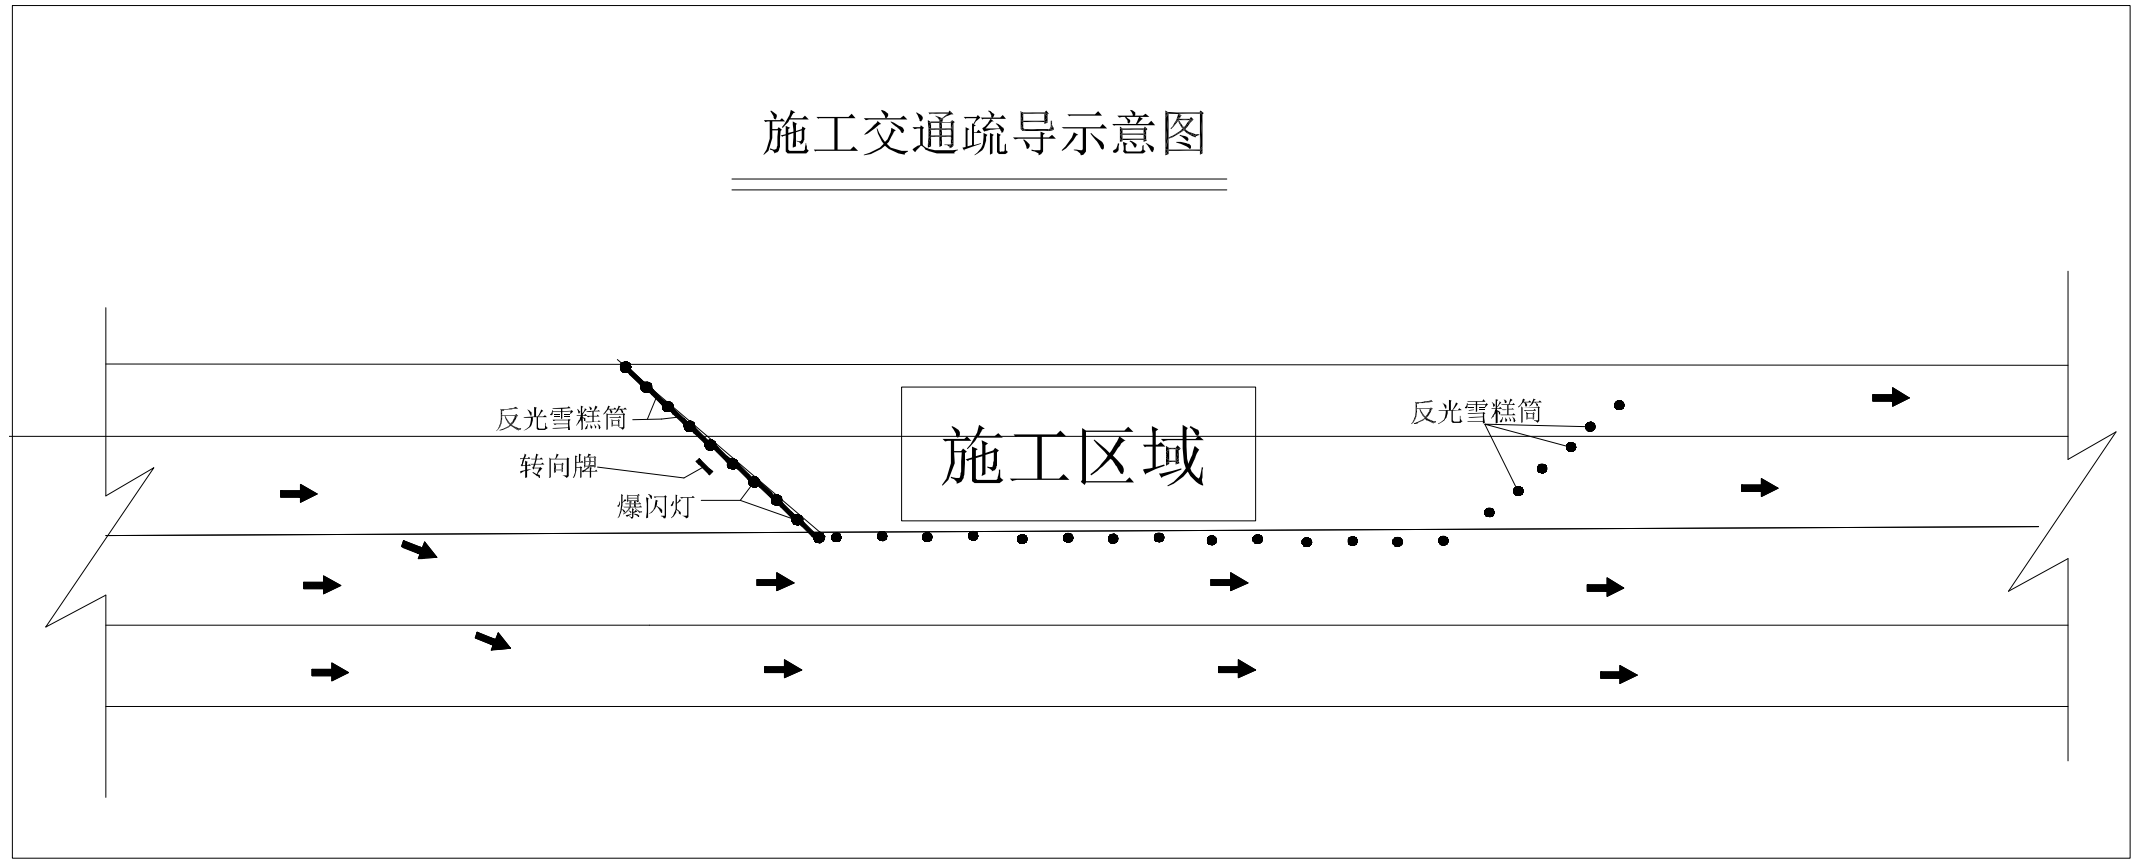 施工交通疏导示意图
反光雪糕筒
转向牌
爆闪灯
施工区域
反光雪糕筒